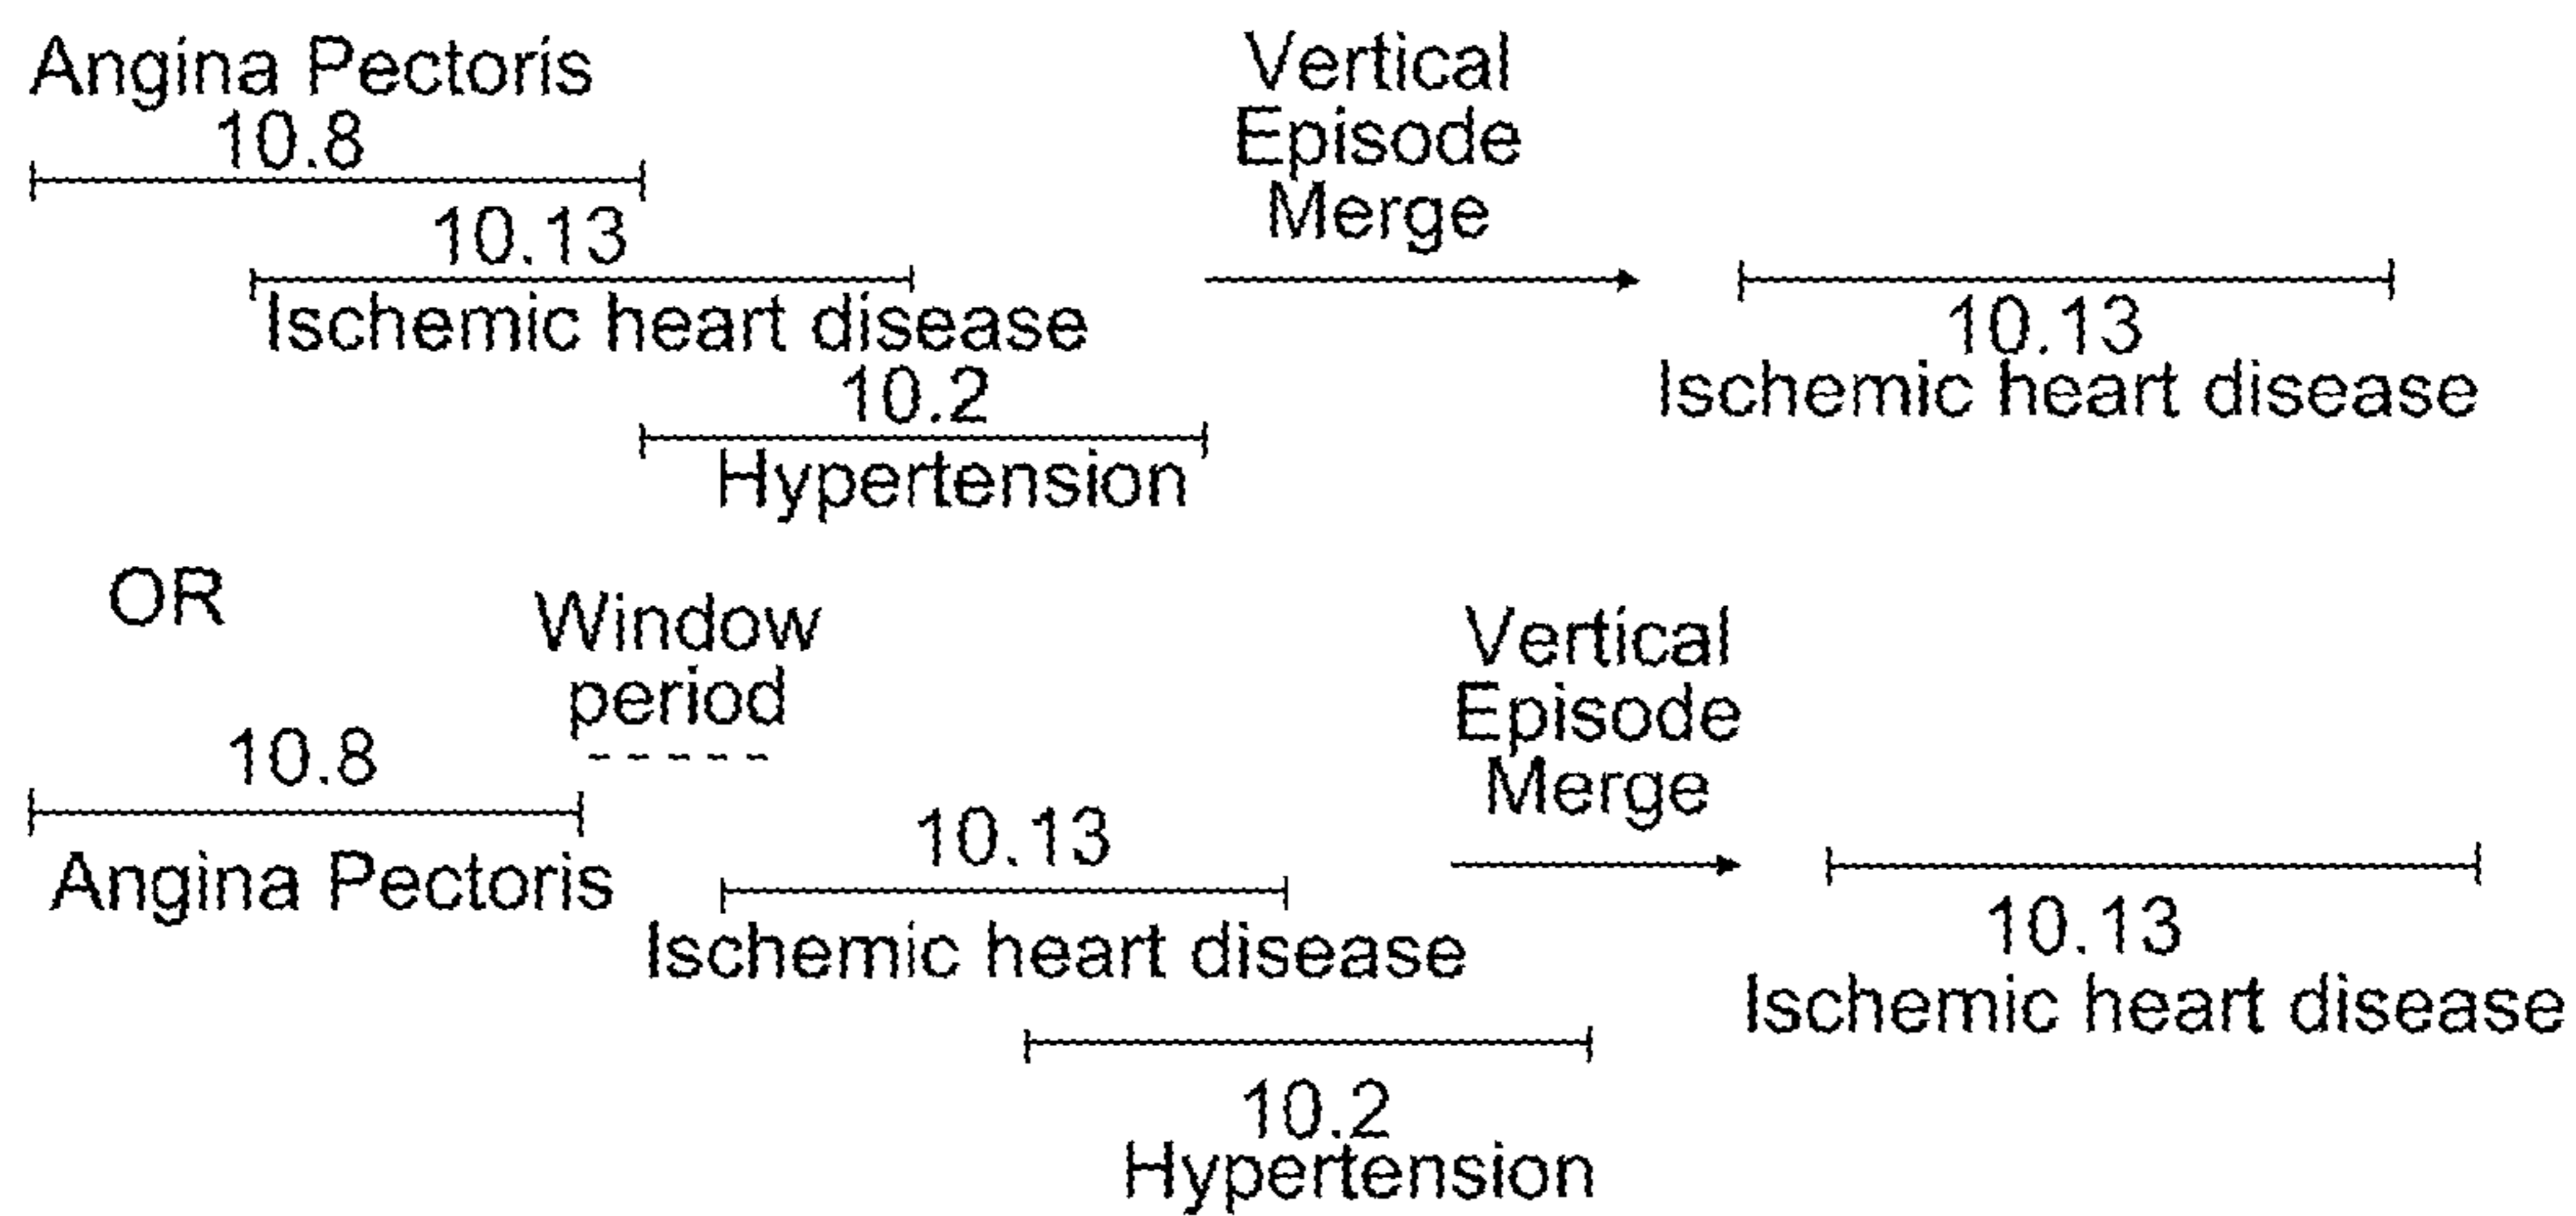 Angina Pectoris
10.8
10.13
Ischemic heart disease
10.2
Hypertension
Vertical
Episode
Merge
10.13
Ischemic heart disease
OR
Window
period
10.8
Angina Pectoris
10.13
Ischemic heart disease
10.2
Hypertension
Vertical
Episode
Merge
10.13
Ischemic heart disease